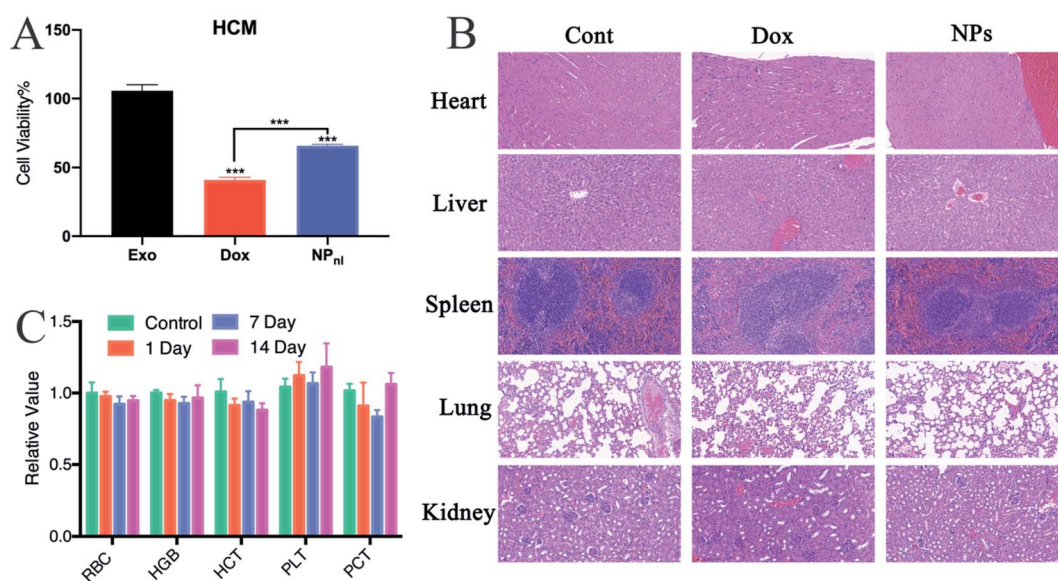 A
HCM
Cell Viability%
150
100
50
0
***
***
***
Exo
Dox
NPnl
B
Cont
Dox
NPs
Heart
Liver
Spleen
Lung
Kidney
C
Relative Value
1.5
1.0
0.5
0.0
Control
7 Day
1 Day
14 Day
RBC
HGB
HCT
PLT
PCT